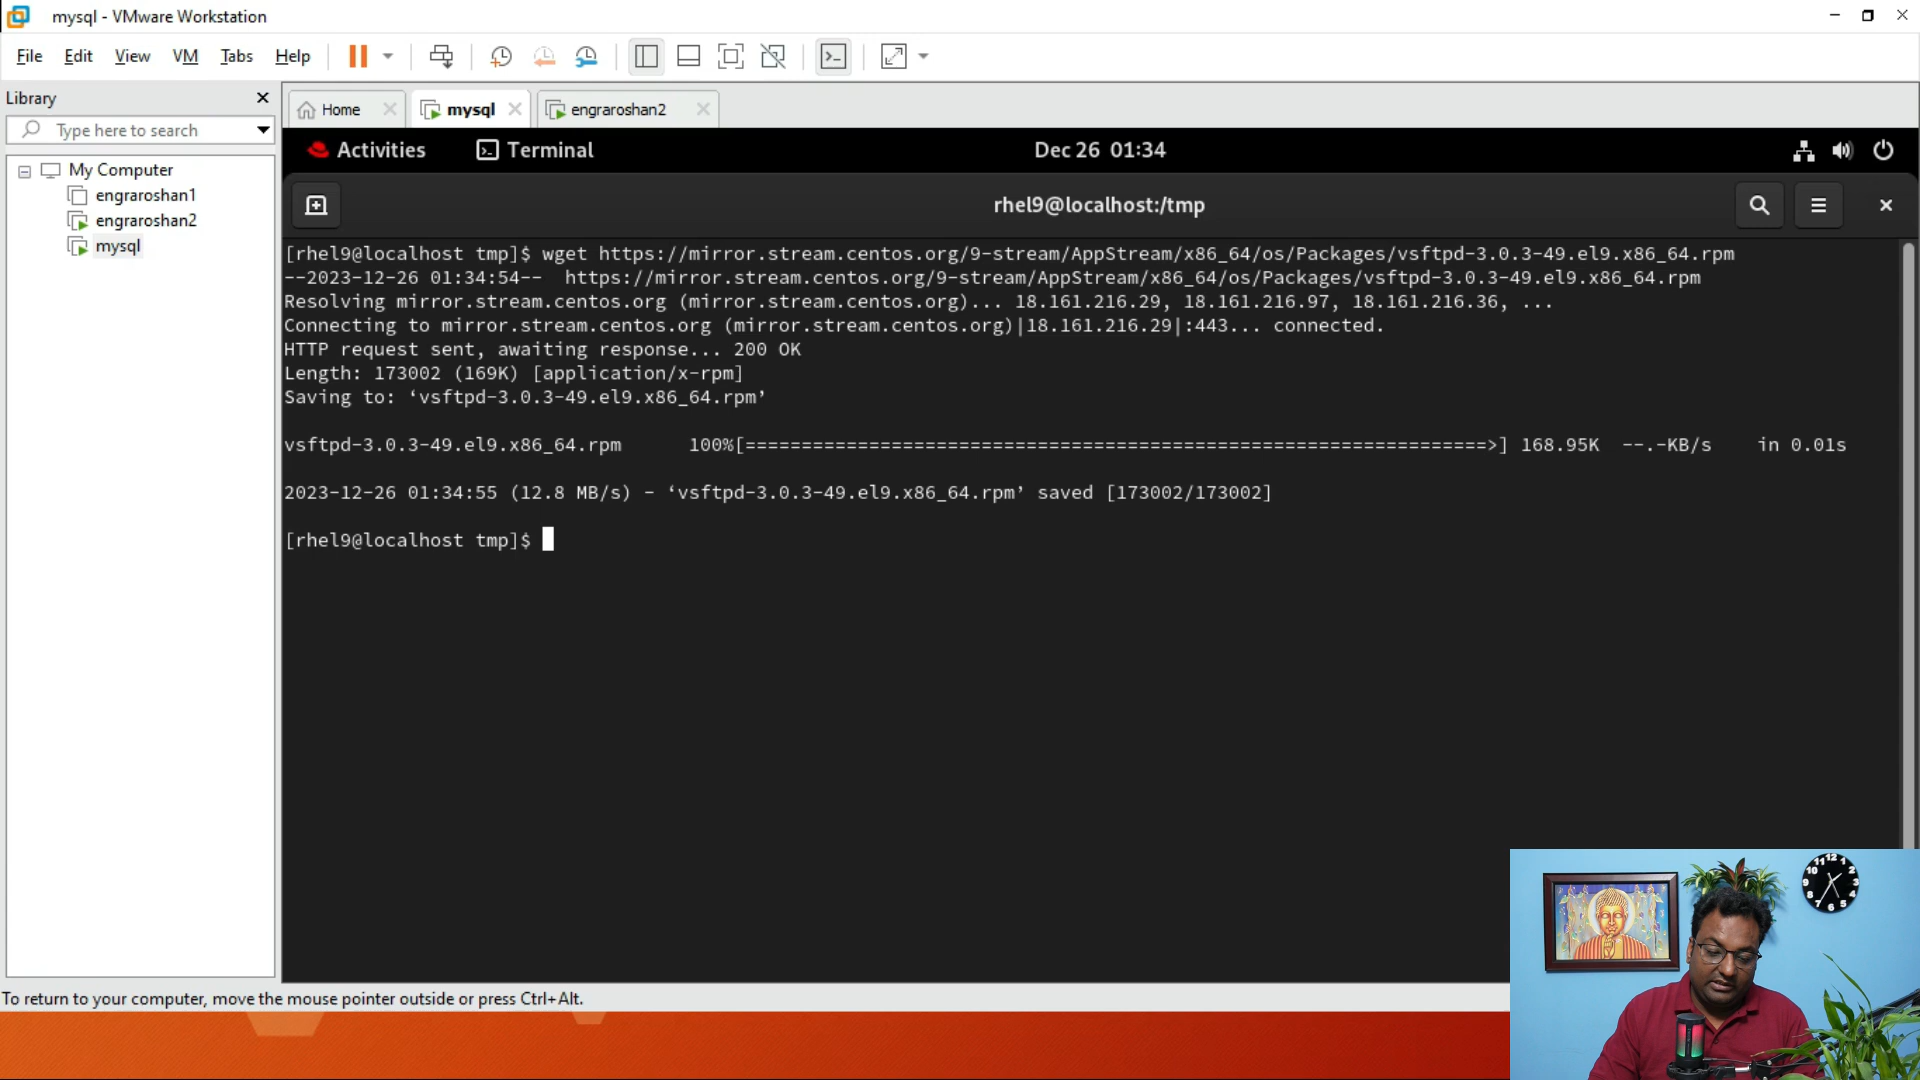 mysql - VMware Workstation
File Edit View VM Tabs Help
Library
Type here to search
My Computer
engraroshan1
engraroshan2
mysql
Home mysql engraroshan2
Activities Terminal Dec 26 01:34
rhel9@localhost:/tmp
[rhel9@localhost tmp]$ wget https://mirror.stream.centos.org/9-stream/AppStream/x86_64/os/Packages/vsftpd-3.0.3-49.el9.x86_64.rpm
--2023-12-26 01:34:54-- https://mirror.stream.centos.org/9-stream/AppStream/x86_64/os/Packages/vsftpd-3.0.3-49.el9.x86_64.rpm
Resolving mirror.stream.centos.org (mirror.stream.centos.org)... 18.161.216.29, 18.161.216.97, 18.161.216.36, ...
Connecting to mirror.stream.centos.org (mirror.stream.centos.org)|18.161.216.29|:443... connected.
HTTP request sent, awaiting response... 200 OK
Length: 173002 (169K) [application/x-rpm]
Saving to: ‘vsftpd-3.0.3-49.el9.x86_64.rpm’
vsftpd-3.0.3-49.el9.x86_64.rpm 100%[==================================================================>] 168.95K --.-KB/s in 0.01s
2023-12-26 01:34:55 (12.8 MB/s) - ‘vsftpd-3.0.3-49.el9.x86_64.rpm’ saved [173002/173002]
[rhel9@localhost tmp]$
To return to your computer, move the mouse pointer outside or press Ctrl+Alt.